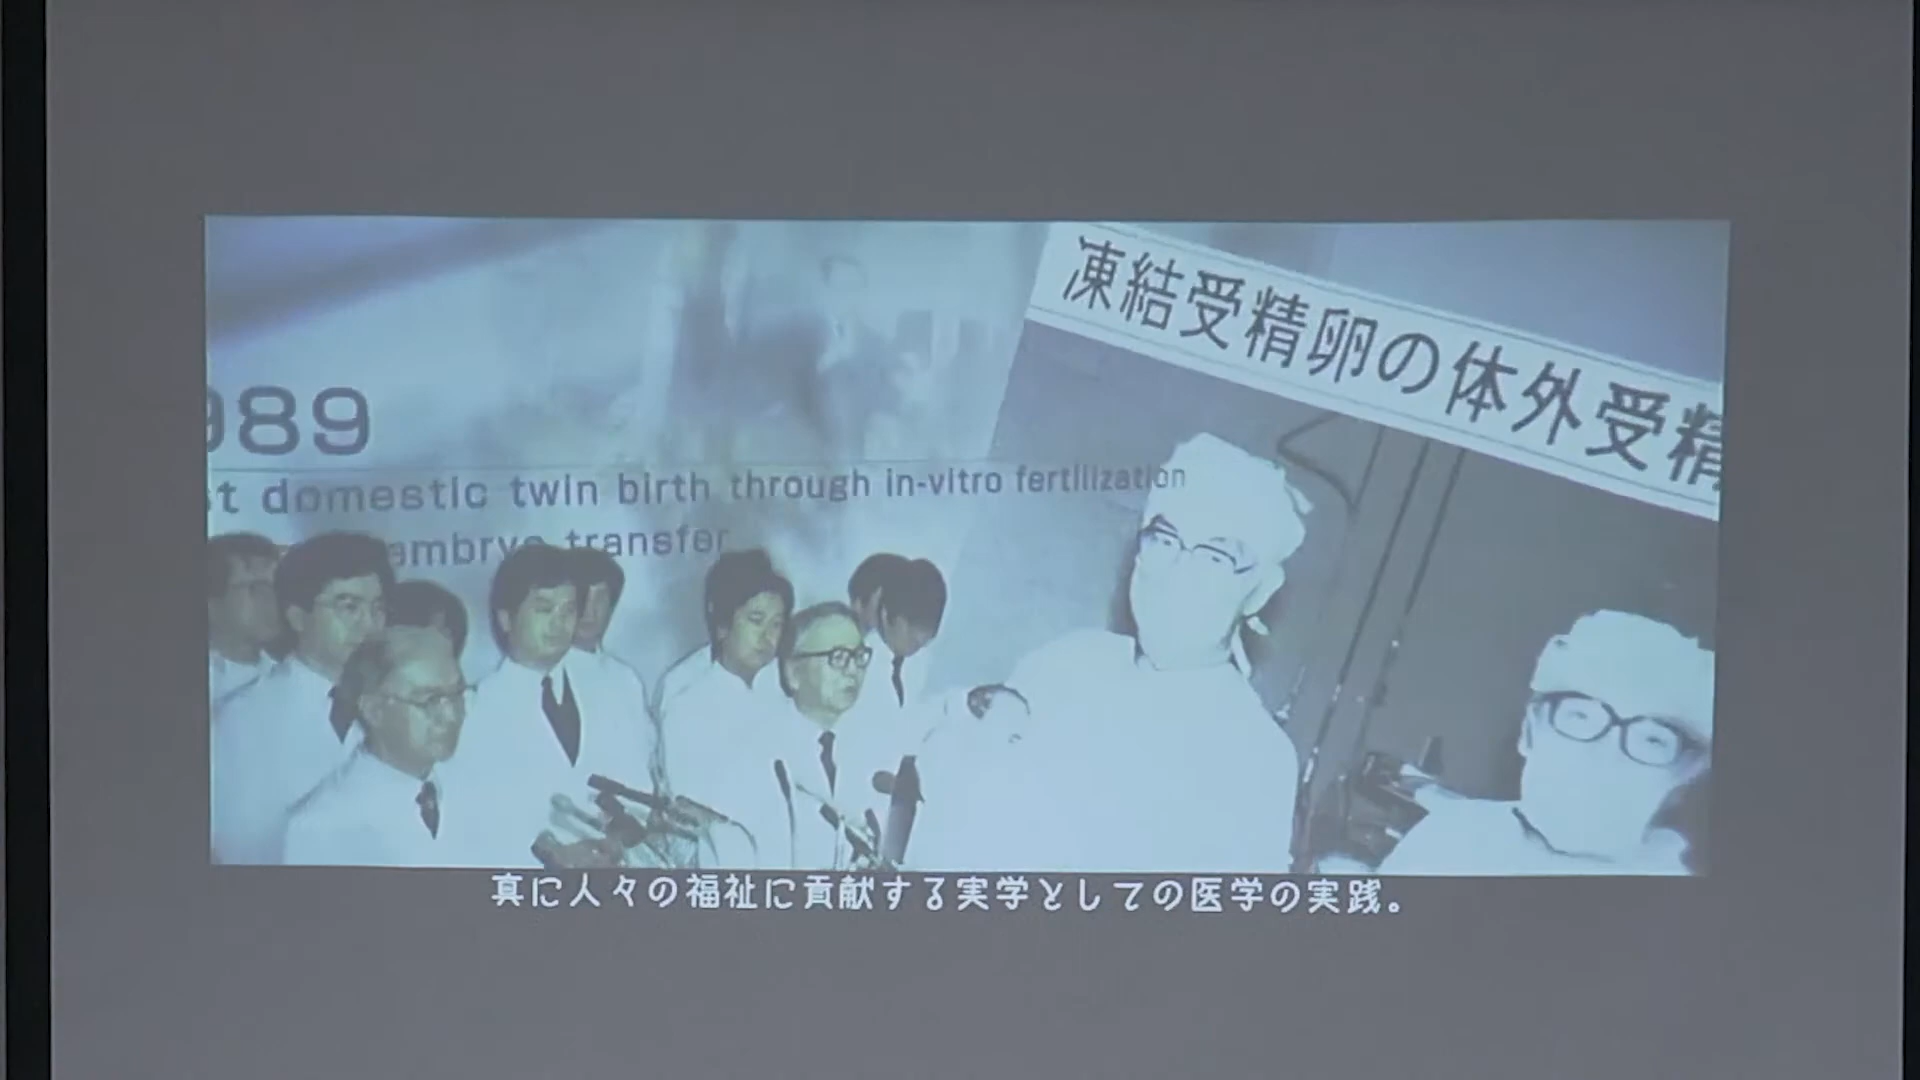 凍結受精卵の体外受精
989
st domestic twin birth through in-vitro fertilization
embryo transfer
真に人々の福祉に貢献する実学としての医学の実践。